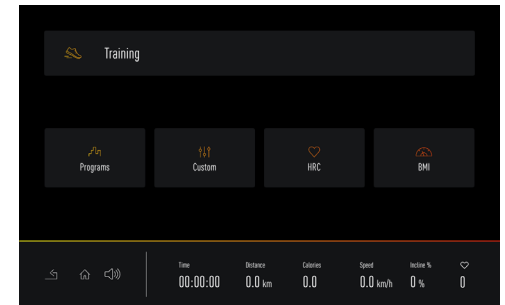 Training
Programs
Custom
HRC
BMI
Time Distance Calories Speed Incline %
00:00:00 0.0 km 0.0 0.0 km/h 0 % 0